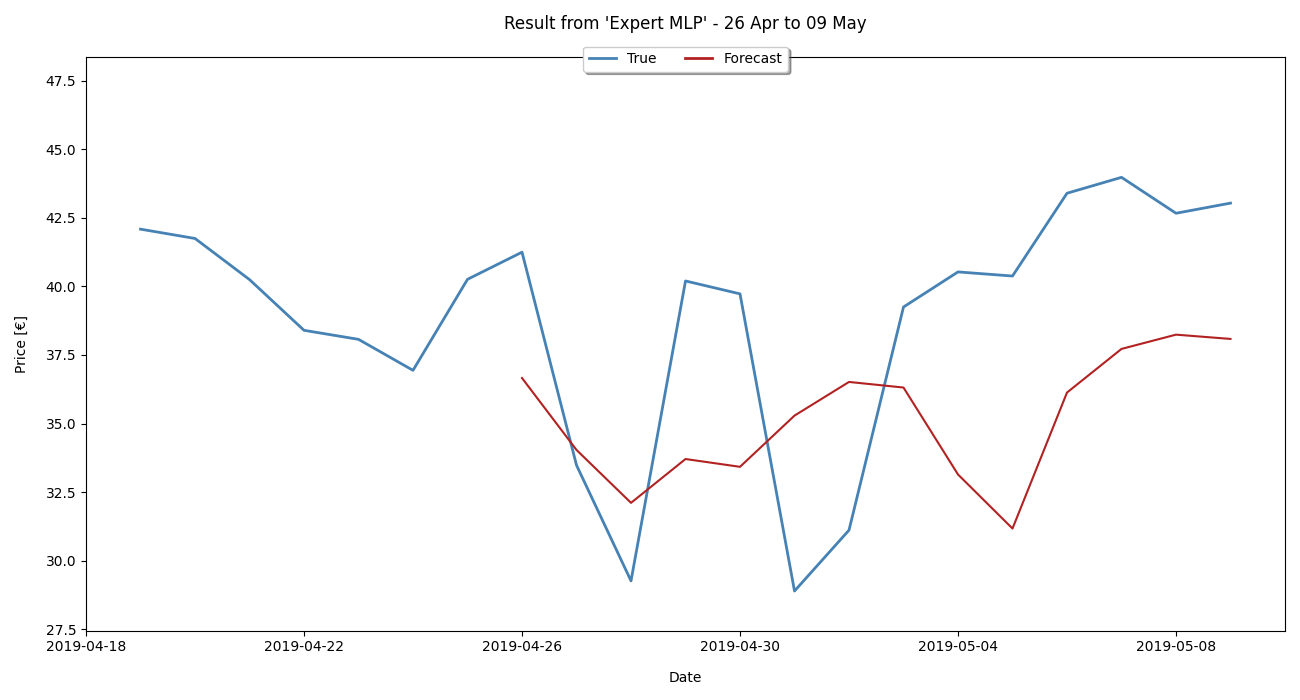 Result from 'Expert MLP' - 26 Apr to 09 May
True Forecast
47.5
45.0
42.5
40.0
37.5
35.0
32.5
30.0
27.5
Price [€]
2019-04-18 2019-04-22 2019-04-26 2019-04-30 2019-05-04 2019-05-08
Date